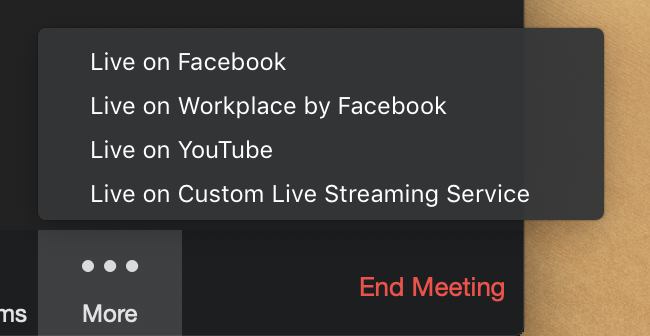 Live on Facebook
Live on Workplace by Facebook
Live on YouTube
Live on Custom Live Streaming Service
End Meeting
ms
More